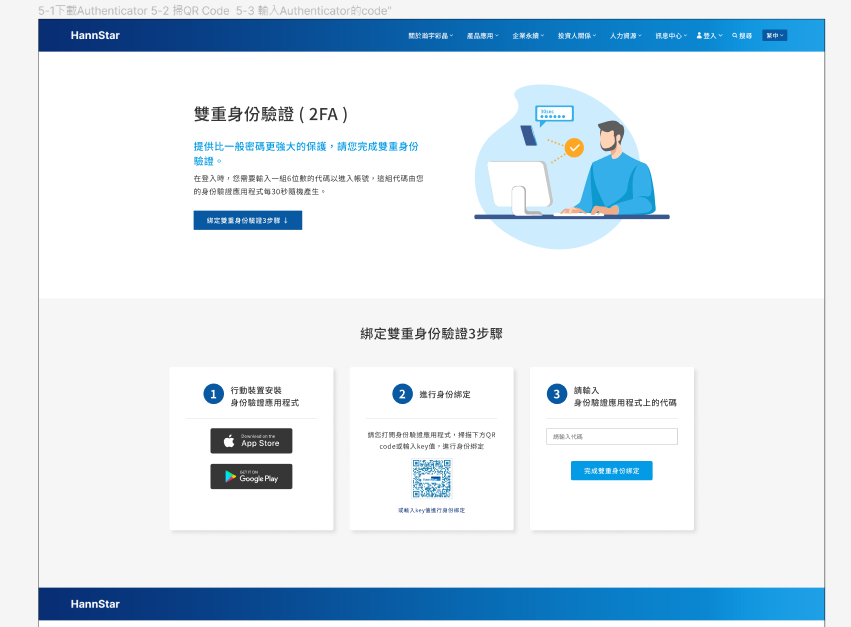 5-1下載Authenticator 5-2 掃QR Code  5-3 輸入Authenticator的code"
HannStar
關於瀚宇彩晶 產品應用 企業永續 投資人關係 人力資源 訊息中心 登入 搜尋 繁中
雙重身份驗證 ( 2FA )
提供比一般密碼更強大的保護，請您完成雙重身份
驗證。
在登入時，您需要輸入一組6位數的代碼以進入帳號，這組代碼由您
的身份驗證應用程式每30秒隨機產生。
綁定雙重身份驗證3步驟 ↓
30sec
綁定雙重身份驗證3步驟
1 行動裝置安裝
身份驗證應用程式
Download on the
App Store
GET IT ON
Google Play
2 進行身份綁定
請您打開身份驗證應用程式，掃描下方QR
code或輸入key值，進行身份綁定
或輸入key值進行身份綁定
3 請輸入
身份驗證應用程式上的代碼
請輸入代碼
完成雙重身份綁定
HannStar